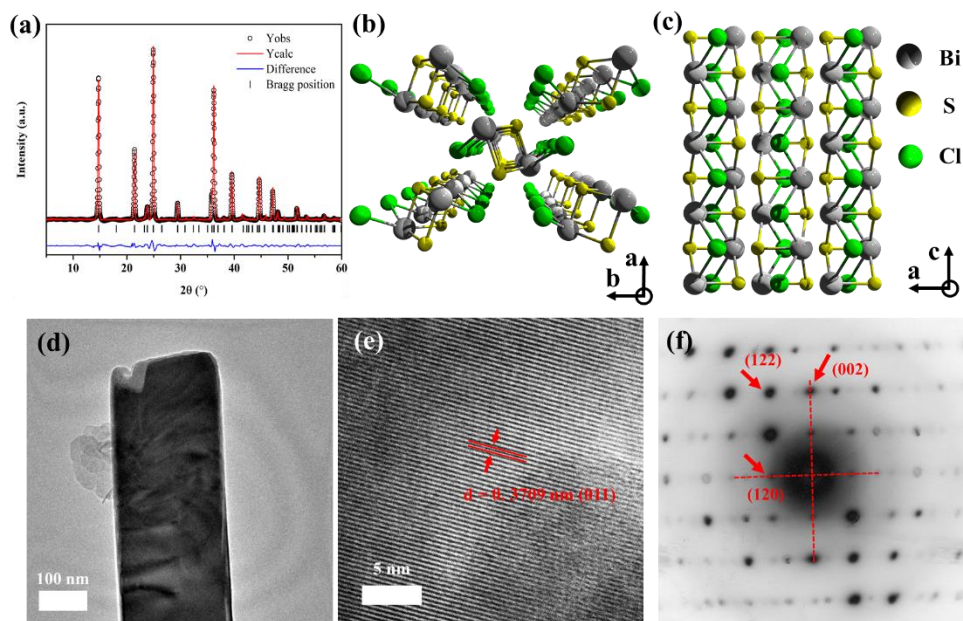 (a)
Yobs
Ycalc
Difference
Bragg position
Intensity (a.u.)
5 10 20 30 40 50 60
2θ (°)
(b)
a
b
(c)
Bi
S
Cl
c
a
(d)
100 nm
(e)
d = 0.3709 nm (011)
5 nm
(f)
(122)
(002)
(120)